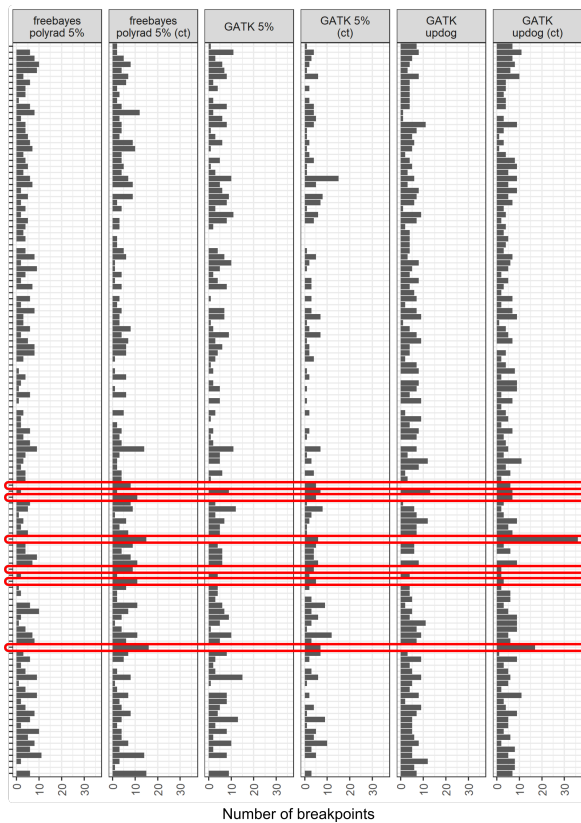 freebayes
polyrad 5%
freebayes
polyrad 5% (ct)
GATK 5%
GATK 5%
(ct)
GATK
updog
GATK
updog (ct)
0 10 20 30
0 10 20 30
0 10 20 30
0 10 20 30
0 10 20 30
0 10 20 30
Number of breakpoints